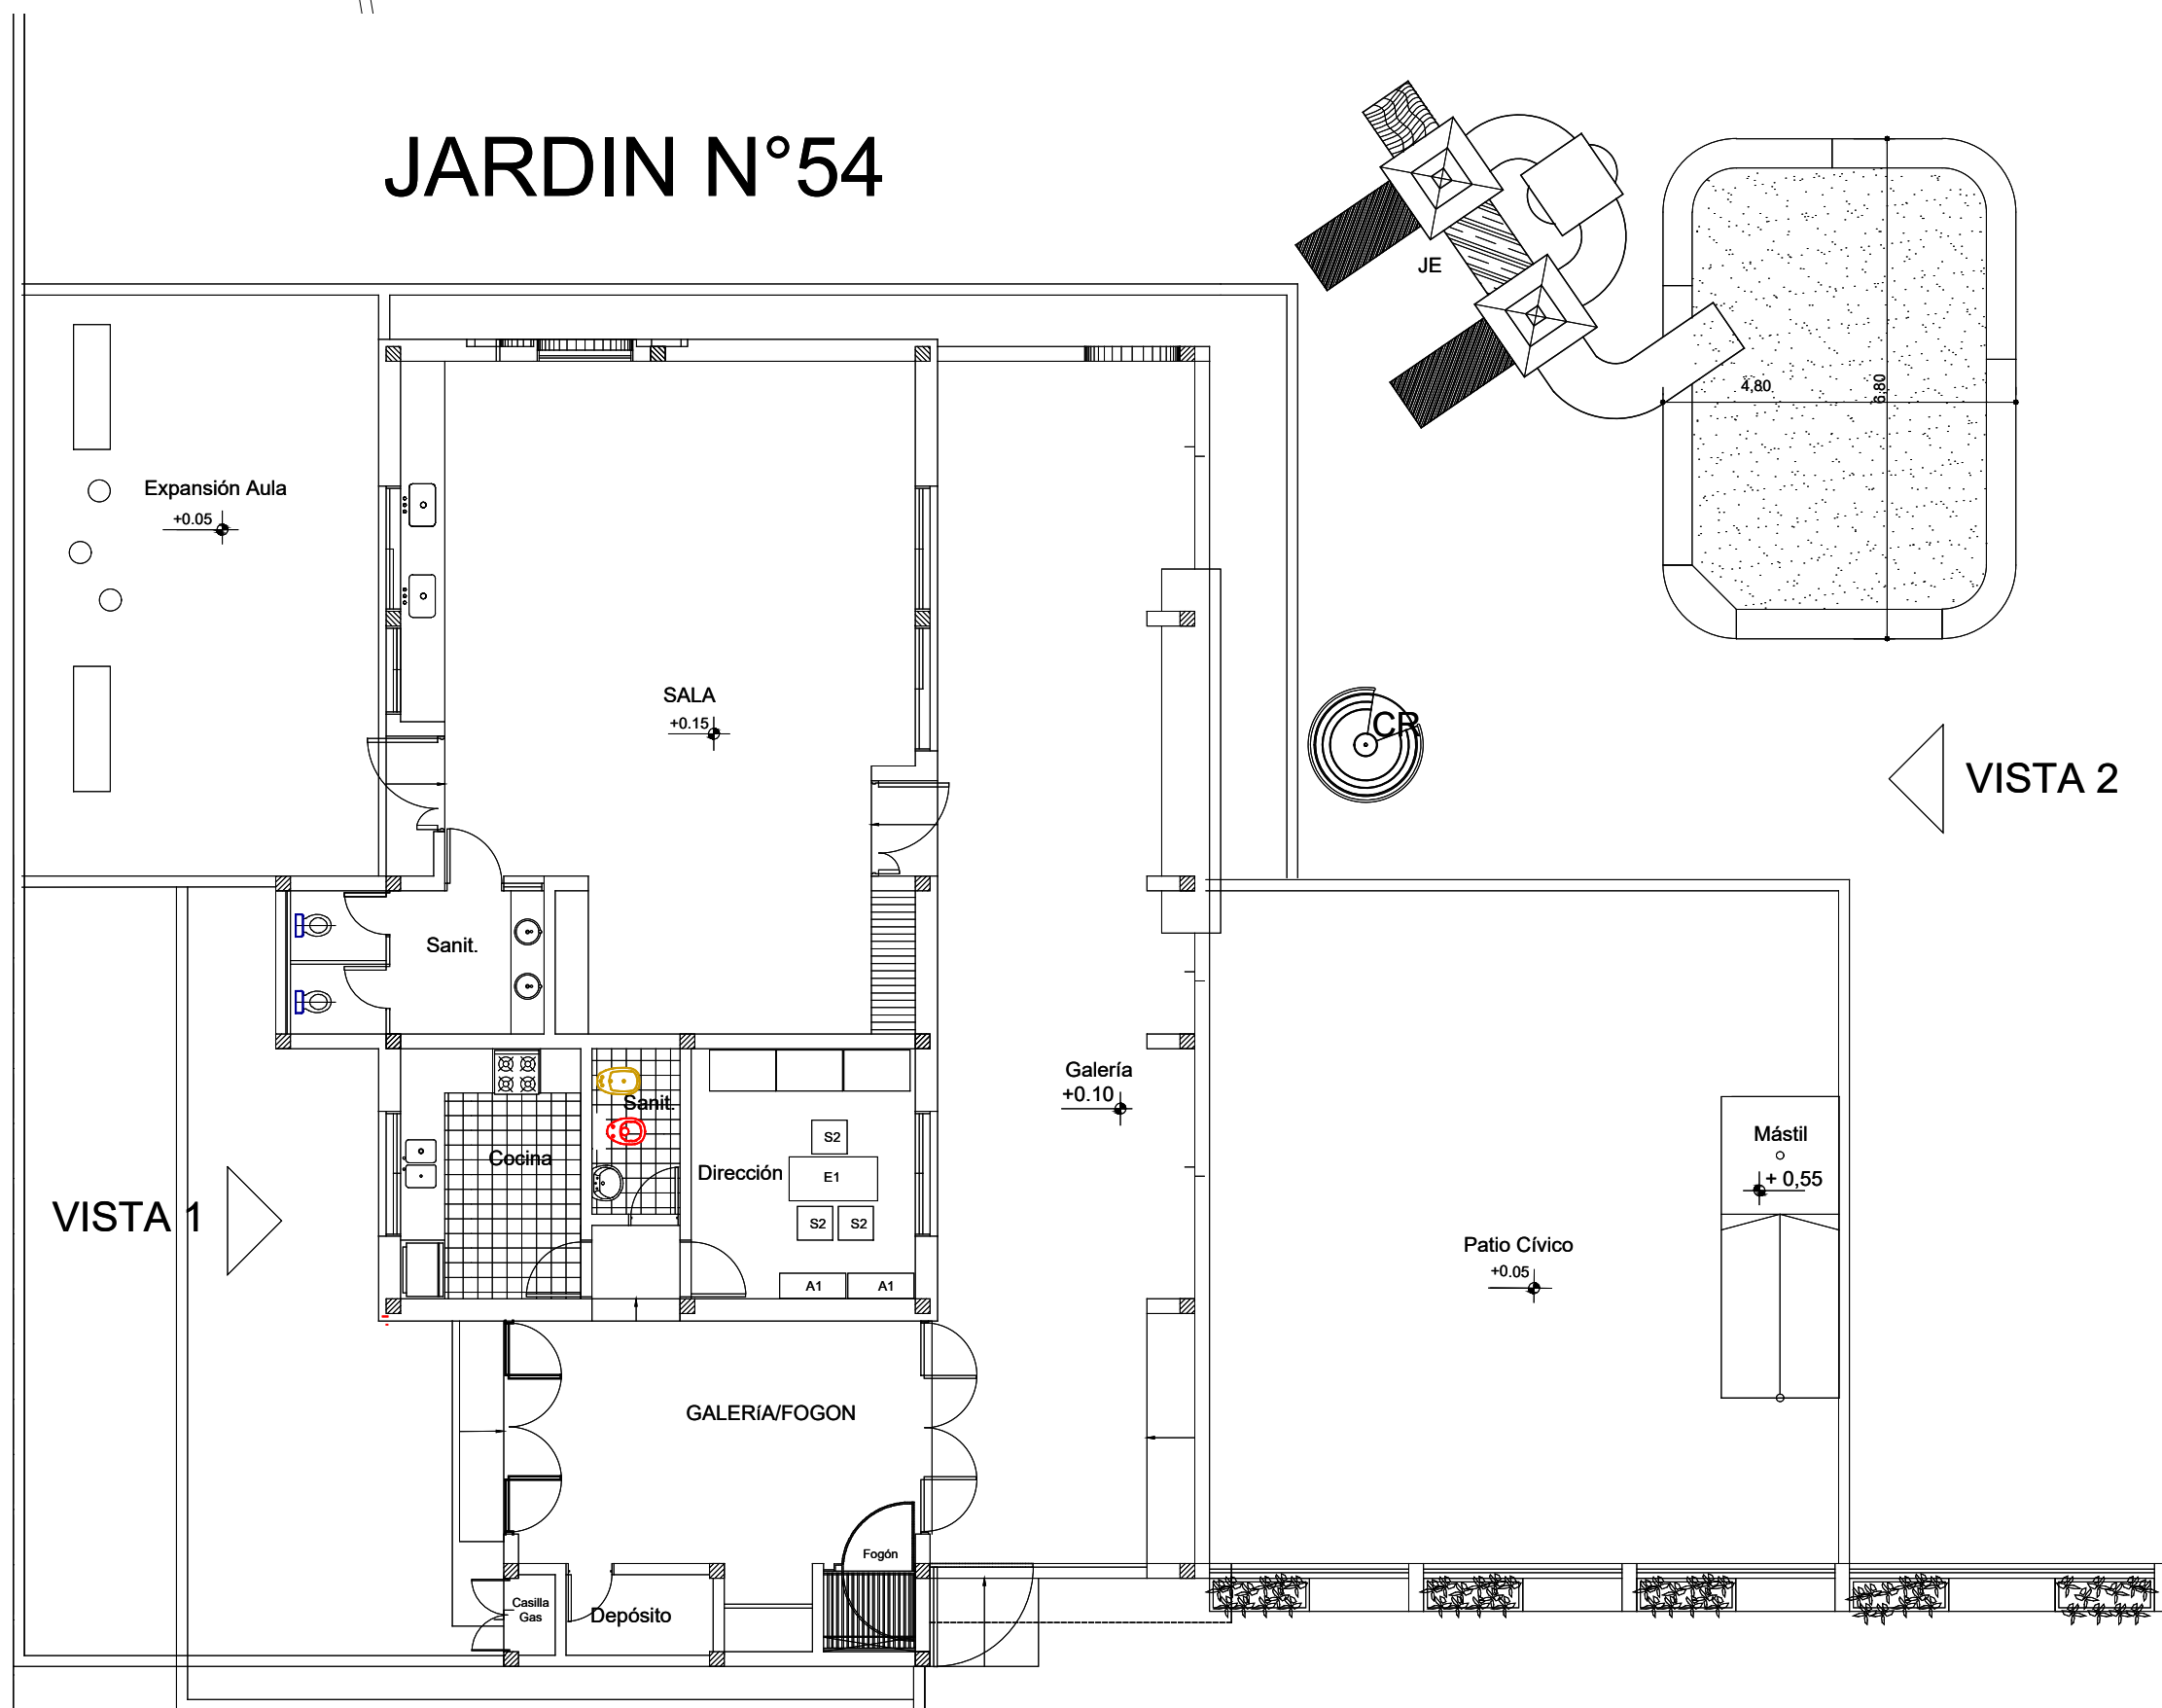 JARDIN N°54
JE
4,80
6,80
Expansión Aula
+0.05
SALA
+0.15
CR
VISTA 2
Sanit.
Galería
+0.10
Sanit.
S2
Mástil
+ 0,55
Cocina
Dirección
E1
VISTA 1
S2
S2
Patio Cívico
+0.05
A1
A1
GALERíA/FOGON
Fogón
Casilla
Gas
Depósito